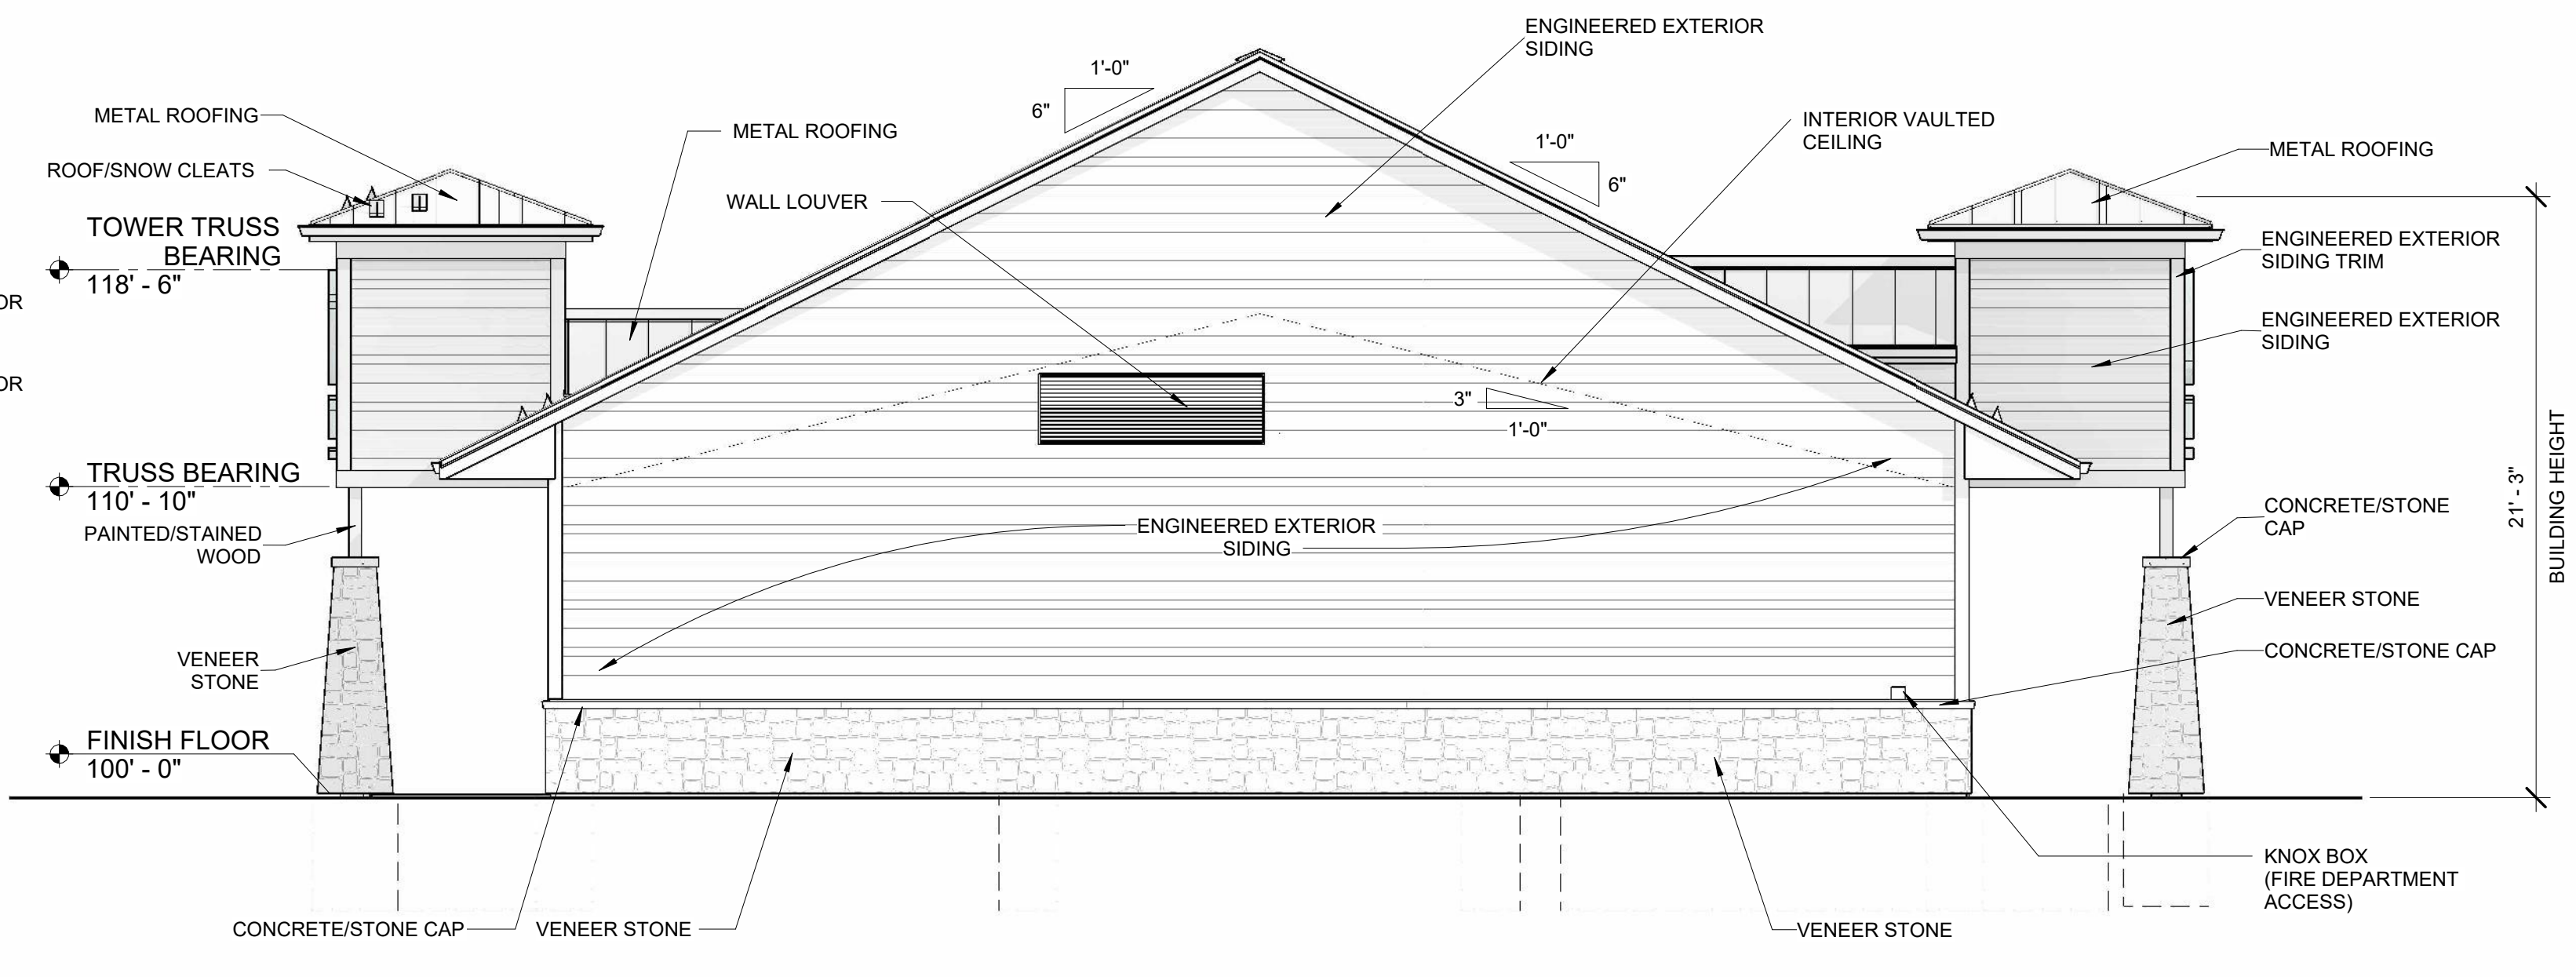 ENGINEERED EXTERIOR
SIDING
1'-0"
6"
METAL ROOFING
METAL ROOFING
ROOF/SNOW CLEATS
WALL LOUVER
1'-0"
6"
INTERIOR VAULTED
CEILING
METAL ROOFING
TOWER TRUSS
BEARING
118' - 6"
ENGINEERED EXTERIOR
SIDING TRIM
OR
ENGINEERED EXTERIOR
SIDING
OR
3"
1'-0"
TRUSS BEARING
110' - 10"
PAINTED/STAINED
WOOD
ENGINEERED EXTERIOR
SIDING
CONCRETE/STONE
CAP
21' - 3"
BUILDING HEIGHT
VENEER STONE
VENEER
STONE
CONCRETE/STONE CAP
FINISH FLOOR
100' - 0"
KNOX BOX
(FIRE DEPARTMENT
ACCESS)
CONCRETE/STONE CAP
VENEER STONE
VENEER STONE